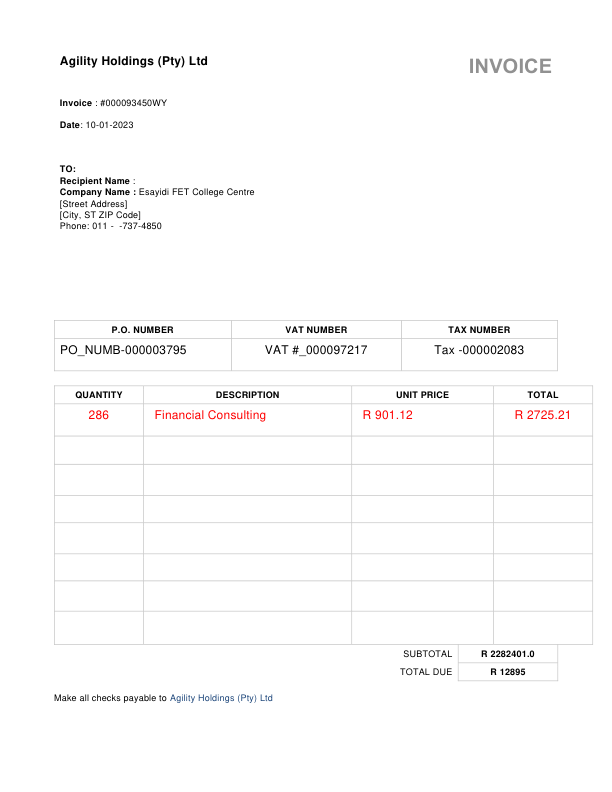 Agility Holdings (Pty) Ltd
INVOICE
Invoice : #000093450WY
Date: 10-01-2023
TO:
Recipient Name :
Company Name : Esayidi FET College Centre
[Street Address]
[City, ST ZIP Code]
Phone: 011 - -737-4850
P.O. NUMBER VAT NUMBER TAX NUMBER
PO_NUMB-000003795 VAT #_000097217 Tax -000002083
QUANTITY DESCRIPTION UNIT PRICE TOTAL
286 Financial Consulting R 901.12 R 2725.21
SUBTOTAL R 2282401.0
TOTAL DUE R 12895
Make all checks payable to Agility Holdings (Pty) Ltd